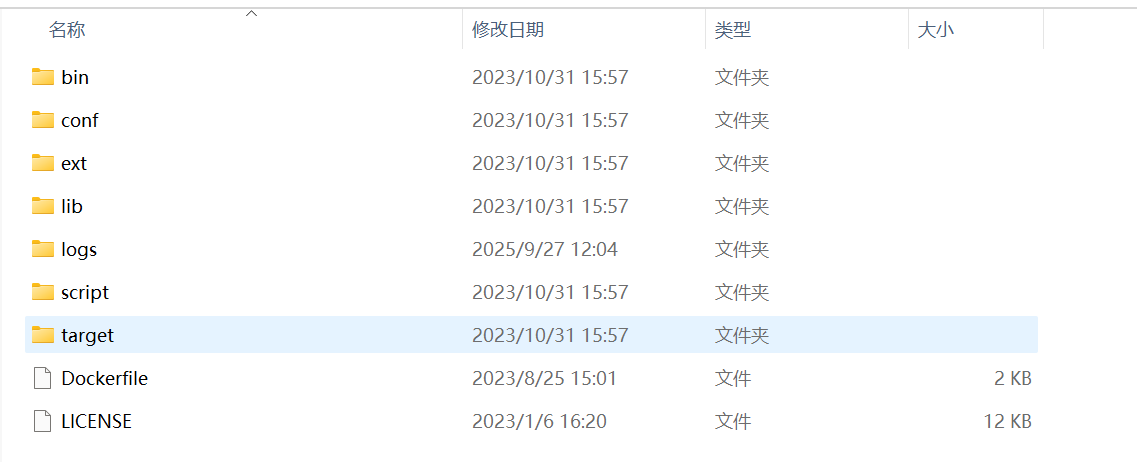 名称 修改日期 类型 大小
bin 2023/10/31 15:57 文件夹
conf 2023/10/31 15:57 文件夹
ext 2023/10/31 15:57 文件夹
lib 2023/10/31 15:57 文件夹
logs 2025/9/27 12:04 文件夹
script 2023/10/31 15:57 文件夹
target 2023/10/31 15:57 文件夹
Dockerfile 2023/8/25 15:01 文件 2 KB
LICENSE 2023/1/6 16:20 文件 12 KB